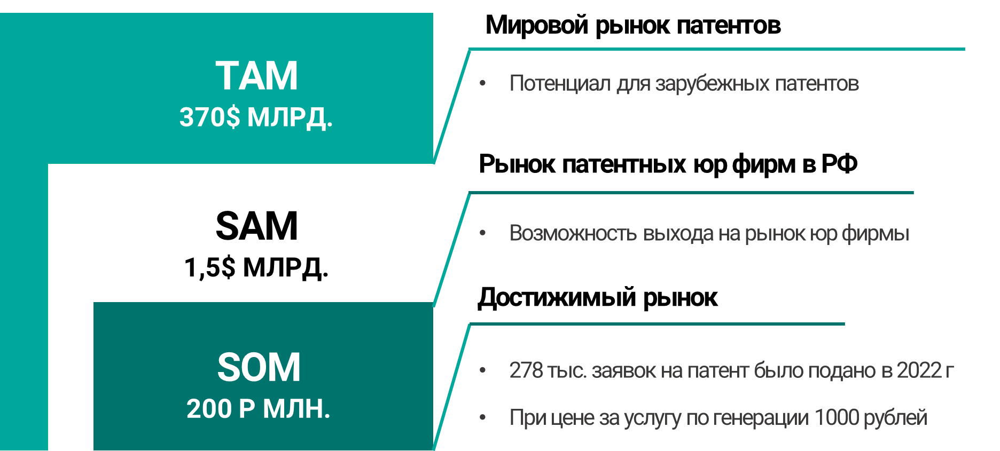 TAM
370$ МЛРД.
Мировой рынок патентов
• Потенциал для зарубежных патентов
SAM
1,5$ МЛРД.
Рынок патентных юр фирм в РФ
• Возможность выхода на рынок юр фирмы
SOM
200 Р МЛН.
Достижимый рынок
• 278 тыс. заявок на патент было подано в 2022 г
• При цене за услугу по генерации 1000 рублей